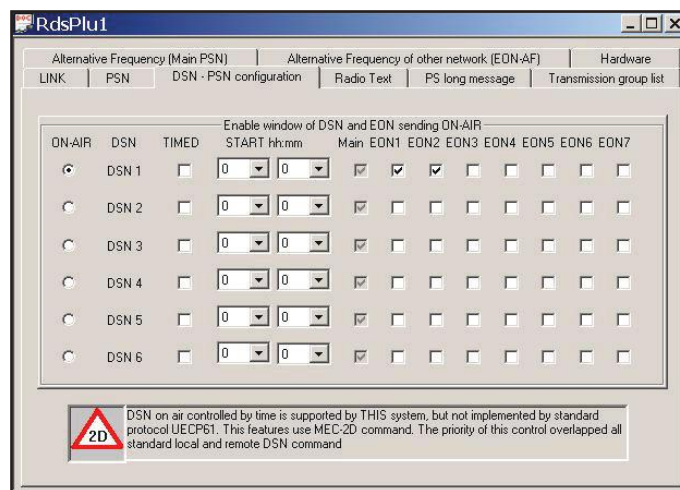 RdsPlu1
Alternative Frequency (Main PSN) Alternative Frequency of other network (EON-AF) Hardware
LINK PSN DSN - PSN configuration Radio Text PS long message Transmission group list
Enable window of DSN and EON sending ON-AIR
ON-AIR DSN TIMED START hh:mm Main EON1 EON2 EON3 EON4 EON5 EON6 EON7
DSN 1 0 0
DSN 2 0 0
DSN 3 0 0
DSN 4 0 0
DSN 5 0 0
DSN 6 0 0
2D
DSN on air controlled by time is supported by THIS system, but not implemented by standard
protocol UECP61. This features use MEC-2D command. The priority of this control overlapped all
standard local and remote DSN command